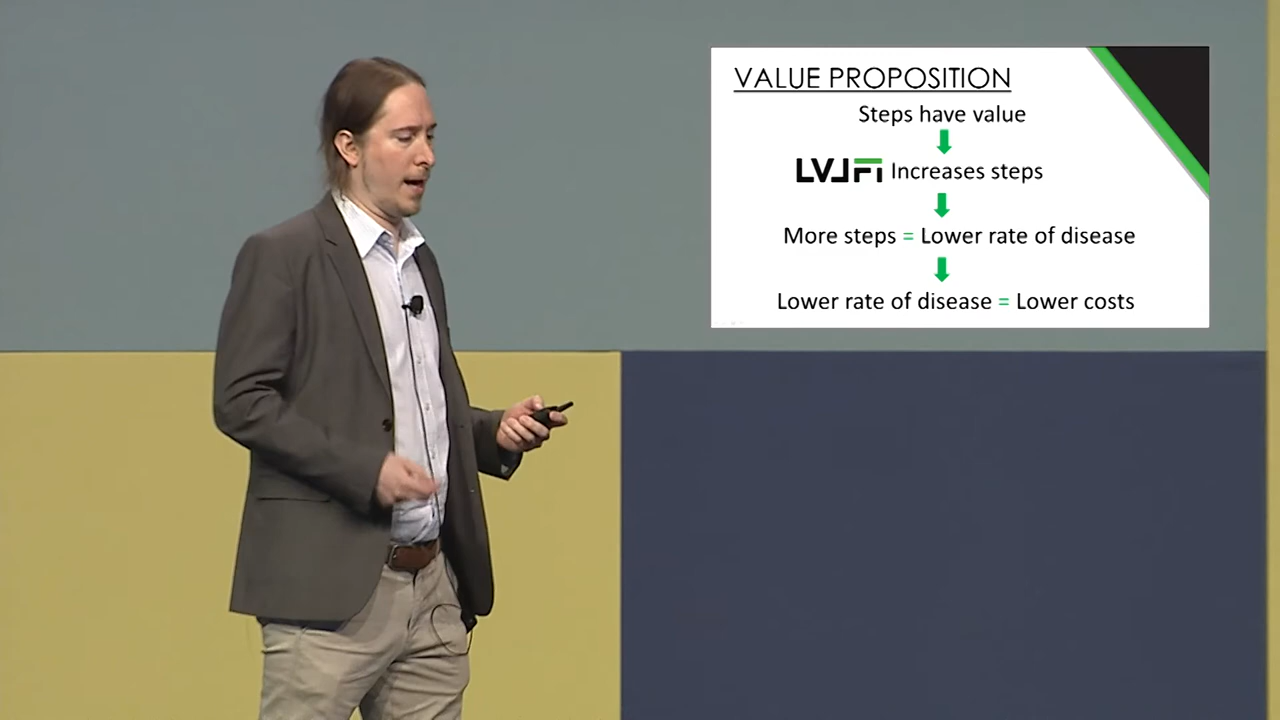 VALUE PROPOSITION
Steps have value
LVLFI Increases steps
More steps = Lower rate of disease
Lower rate of disease = Lower costs